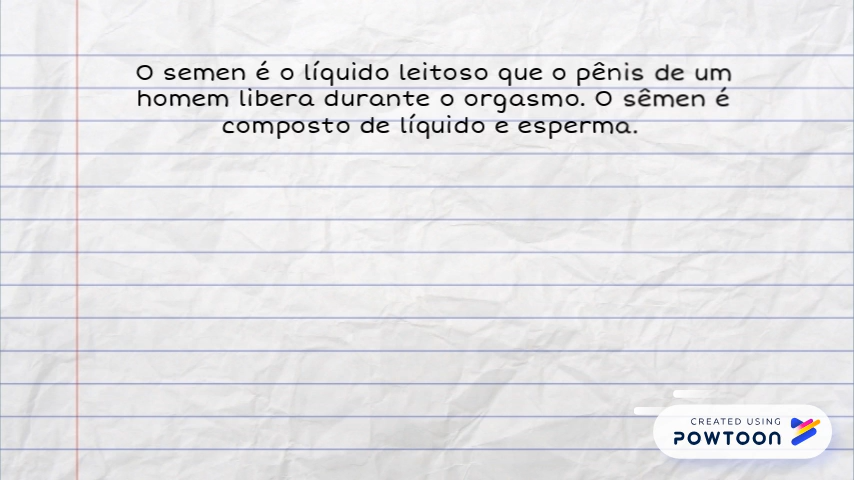 O semen é o líquido leitoso que o pênis de um
homem libera durante o orgasmo. O sêmen é
composto de líquido e esperma.
CREATED USING
POWTOON